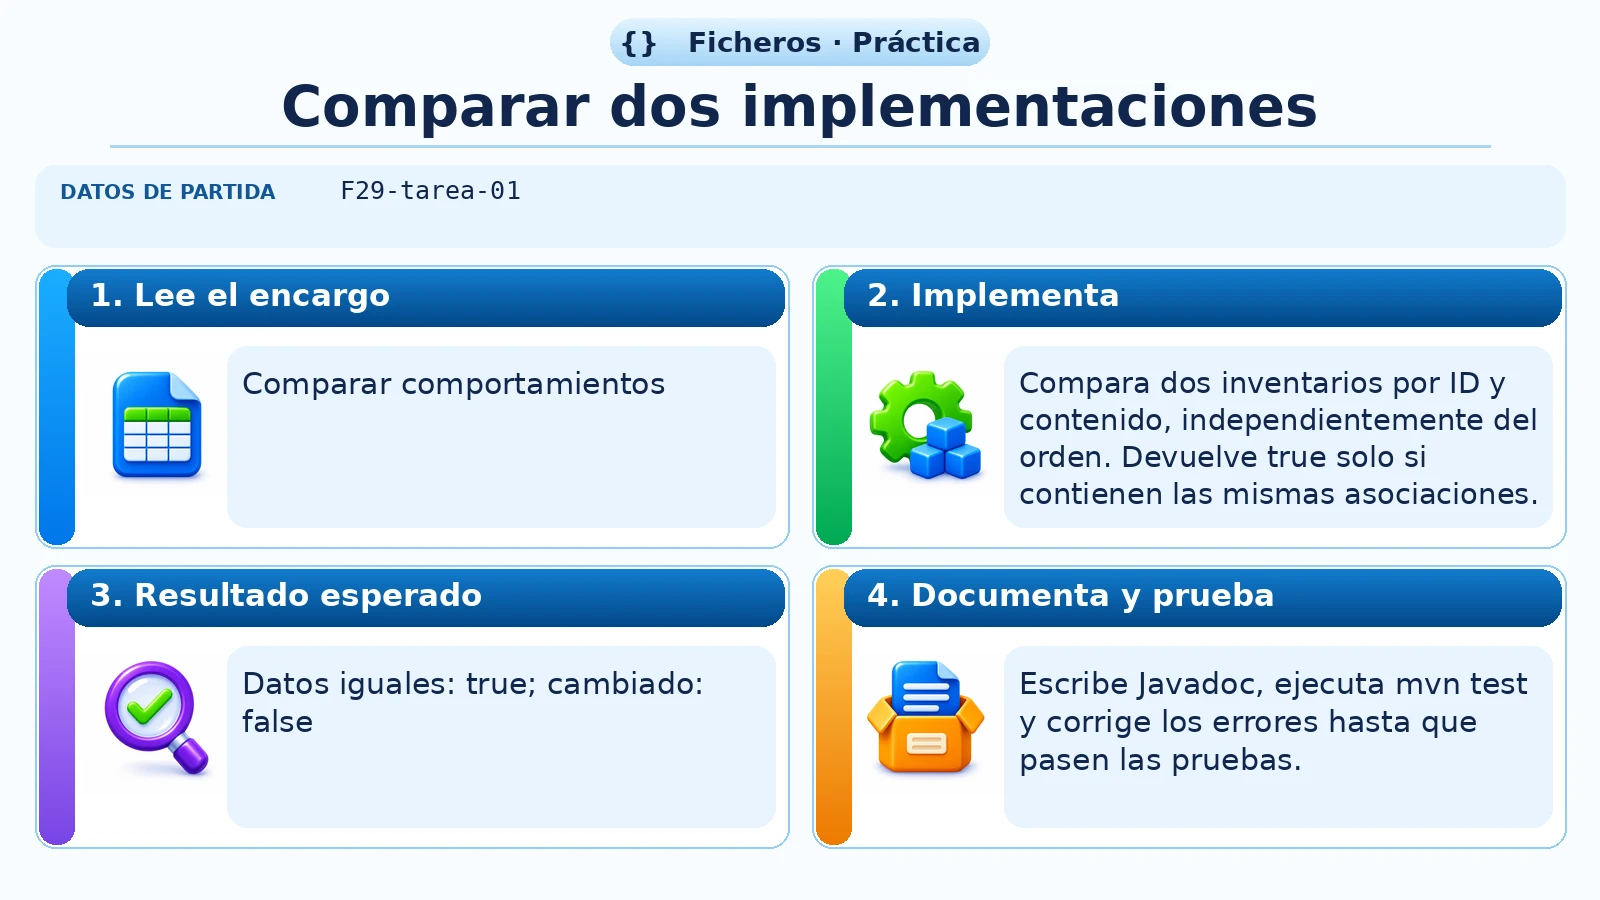 {} Ficheros · Práctica
Comparar dos implementaciones
DATOS DE PARTIDA F29-tarea-01
1. Lee el encargo
Comparar comportamientos
2. Implementa
Compara dos inventarios por ID y
contenido, independientemente del
orden. Devuelve true solo si
contienen las mismas asociaciones.
3. Resultado esperado
Datos iguales: true; cambiado:
false
4. Documenta y prueba
Escribe Javadoc, ejecuta mvn test
y corrige los errores hasta que
pasen las pruebas.